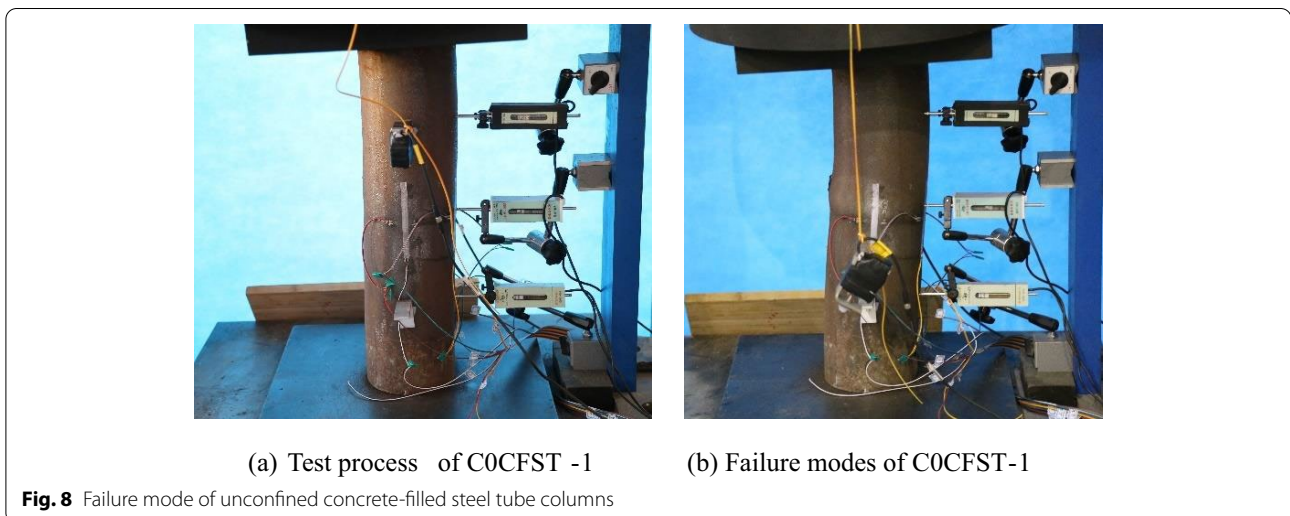 (a) Test process of C0CFST -1
(b) Failure modes of C0CFST-1
Fig. 8 Failure mode of unconfined concrete-filled steel tube columns